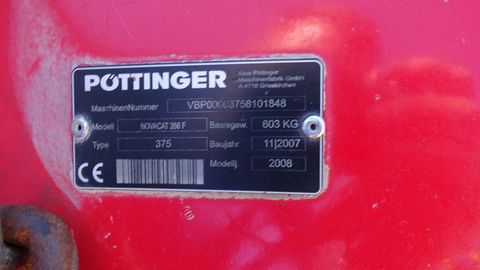 PÖTTINGER
Alois Pöttinger
Maschinenfabrik GmbH
A-4710 Grieskirchen
MaschinenNummer VBP00003758101848
Modell NOVACAT 266 F Basisgew. 603 KG
Type 375 Baujahr 11|2007
CE Modellj. 2008